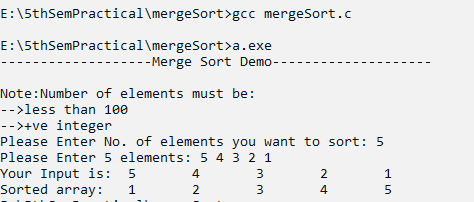 E:\5thSemPractical\mergeSort>gcc mergeSort.c
E:\5thSemPractical\mergeSort>a.exe
-------------------Merge Sort Demo--------------------
Note:Number of elements must be:
-->less than 100
-->+ve integer
Please Enter No. of elements you want to sort: 5
Please Enter 5 elements: 5 4 3 2 1
Your Input is:  5       4       3       2       1
Sorted array:   1       2       3       4       5